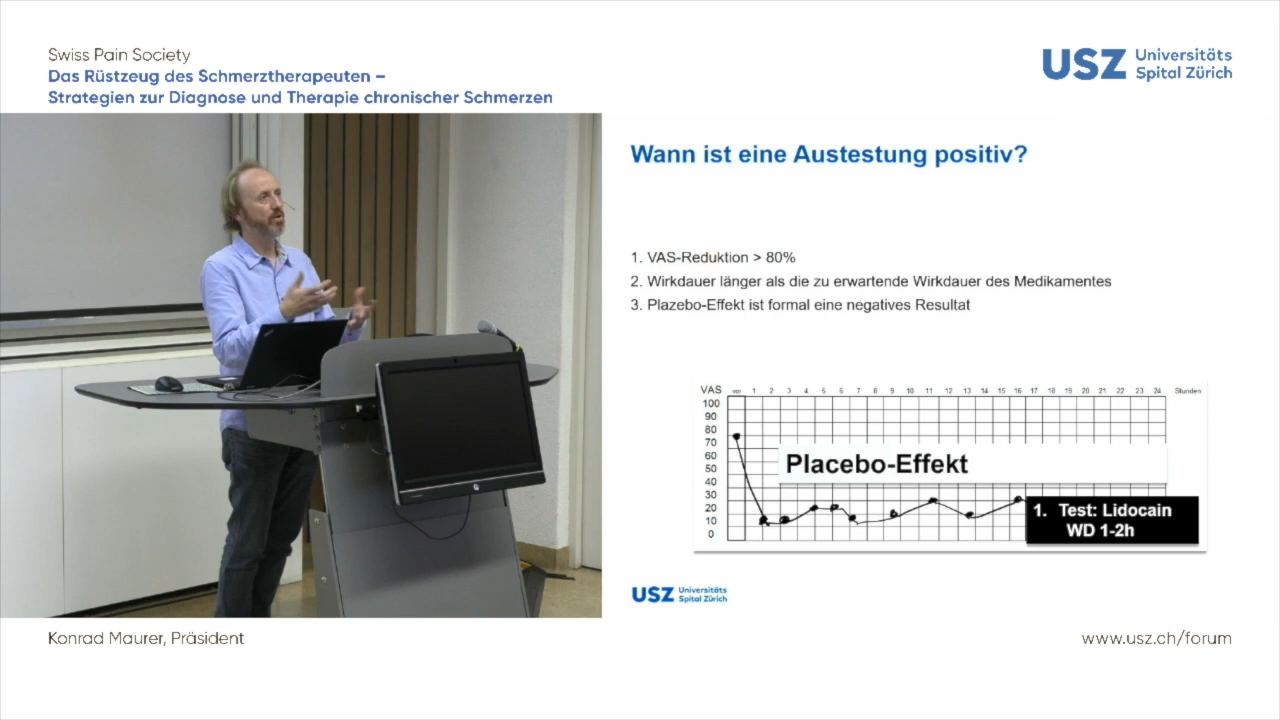 Swiss Pain Society
Das Rüstzeug des Schmerztherapeuten –
Strategien zur Diagnose und Therapie chronischer Schmerzen
USZ Universitäts
Spital Zürich
Wann ist eine Austestung positiv?
1. VAS-Reduktion > 80%
2. Wirkdauer länger als die zu erwartende Wirkdauer des Medikamentes
3. Plazebo-Effekt ist formal eine negatives Resultat
VAS vor 1 2 3 4 5 6 7 8 9 10 11 12 13 14 15 16 17 18 19 20 21 22 23 24 Stunden
100
90
80
70
60
50
40
30
20
10
0
Placebo-Effekt
1. Test: Lidocain
WD 1-2h
USZ Universitäts
Spital Zürich
Konrad Maurer, Präsident
www.usz.ch/forum